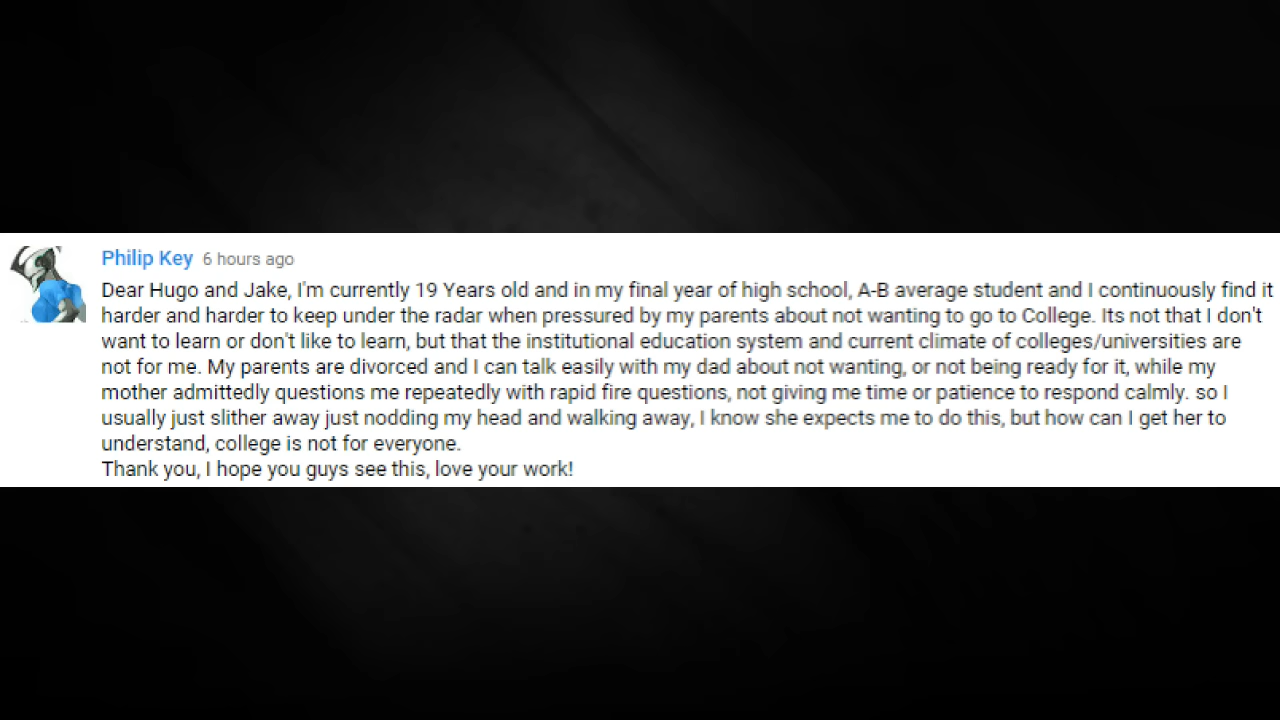 Philip Key 6 hours ago
Dear Hugo and Jake, I'm currently 19 Years old and in my final year of high school, A-B average student and I continuously find it
harder and harder to keep under the radar when pressured by my parents about not wanting to go to College. Its not that I don't
want to learn or don't like to learn, but that the institutional education system and current climate of colleges/universities are
not for me. My parents are divorced and I can talk easily with my dad about not wanting, or not being ready for it, while my
mother admittedly questions me repeatedly with rapid fire questions, not giving me time or patience to respond calmly. so I
usually just slither away just nodding my head and walking away, I know she expects me to do this, but how can I get her to
understand, college is not for everyone.
Thank you, I hope you guys see this, love your work!